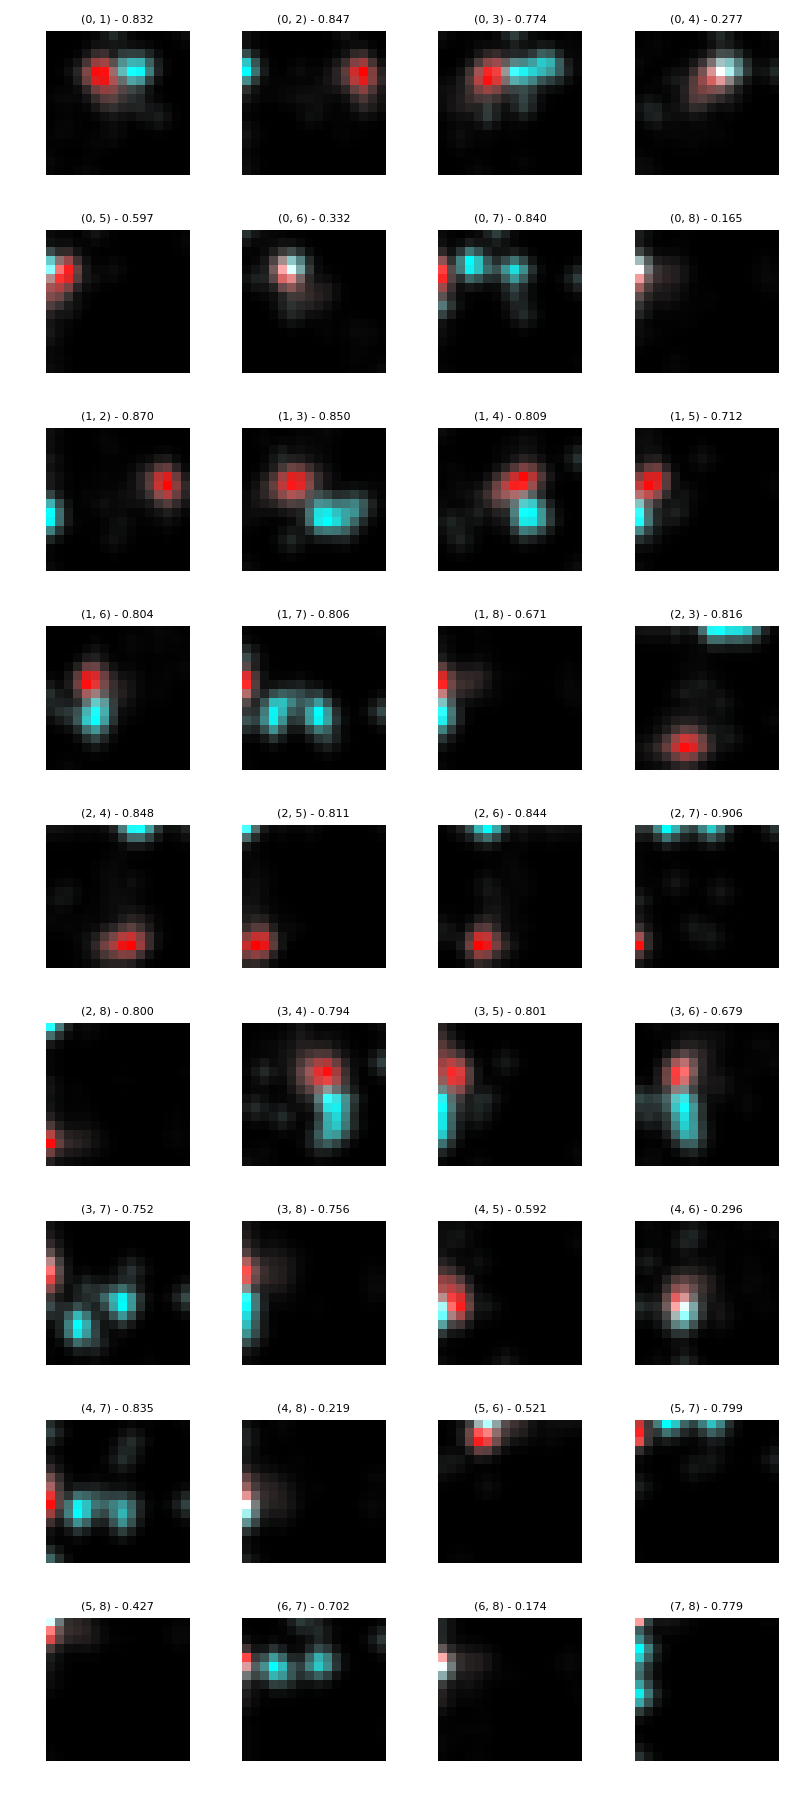 (0, 1) - 0.832 (0, 2) - 0.847 (0, 3) - 0.774 (0, 4) - 0.277
(0, 5) - 0.597 (0, 6) - 0.332 (0, 7) - 0.840 (0, 8) - 0.165
(1, 2) - 0.870 (1, 3) - 0.850 (1, 4) - 0.809 (1, 5) - 0.712
(1, 6) - 0.804 (1, 7) - 0.806 (1, 8) - 0.671 (2, 3) - 0.816
(2, 4) - 0.848 (2, 5) - 0.811 (2, 6) - 0.844 (2, 7) - 0.906
(2, 8) - 0.800 (3, 4) - 0.794 (3, 5) - 0.801 (3, 6) - 0.679
(3, 7) - 0.752 (3, 8) - 0.756 (4, 5) - 0.592 (4, 6) - 0.296
(4, 7) - 0.835 (4, 8) - 0.219 (5, 6) - 0.521 (5, 7) - 0.799
(5, 8) - 0.427 (6, 7) - 0.702 (6, 8) - 0.174 (7, 8) - 0.779